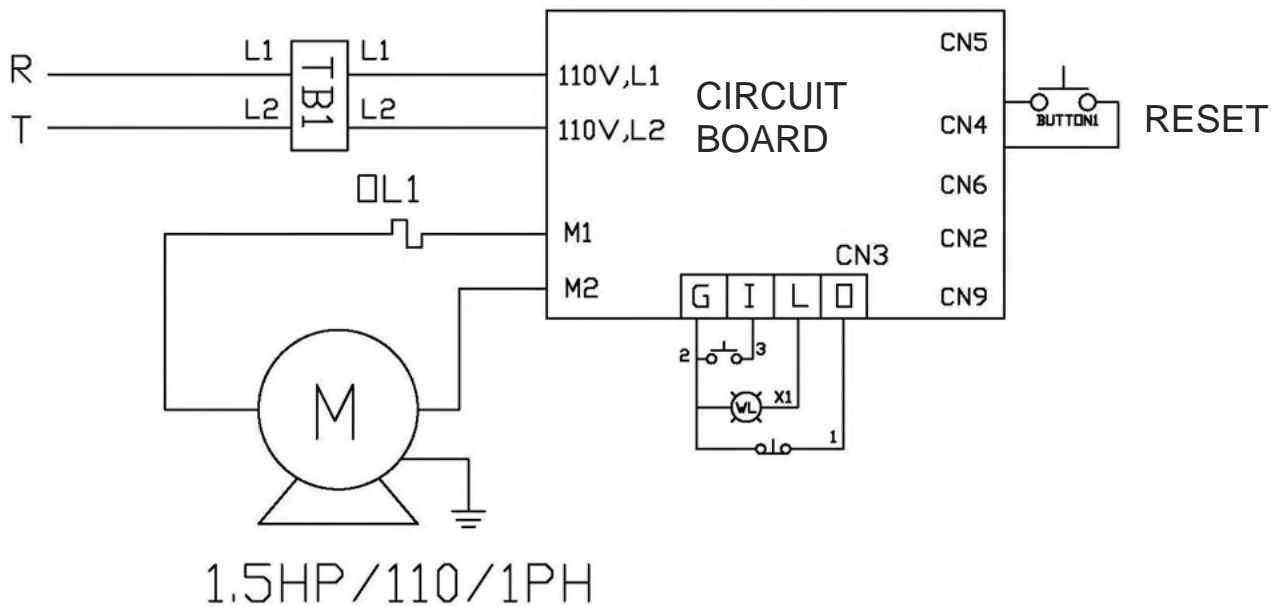 R
T
L1
L2
TB1
L1
L2
110V,L1
110V,L2
CIRCUIT
BOARD
CN5
CN4
CN6
CN2
CN9
BUTTON1
RESET
OL1
M1
M2
CN3
G I L O
2
3
WL
X1
1
M
1.5HP/110/1PH